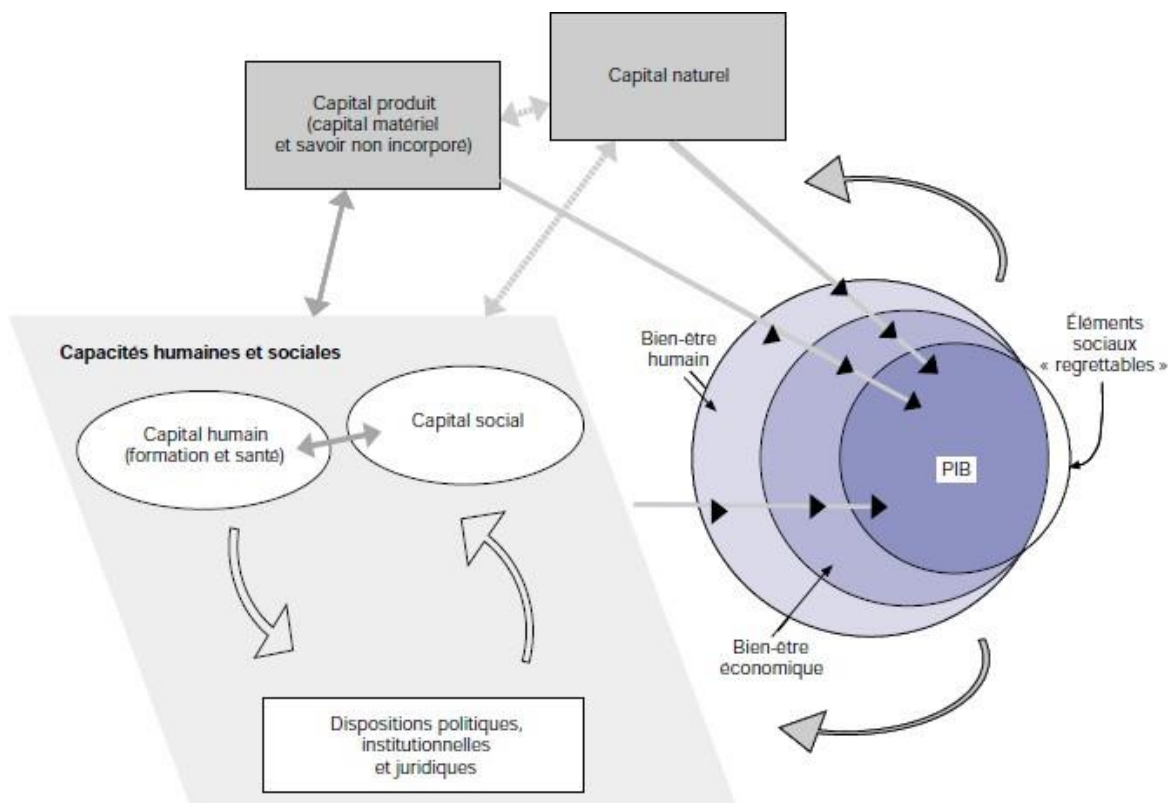 Capital naturel
Capital produit
(capital matériel
et savoir non incorporé)
Capacités humaines et sociales
Capital humain
(formation et santé)
Capital social
Dispositions politiques,
institutionnelles
et juridiques
Bien-être
humain
PIB
Éléments
sociaux
« regrettables »
Bien-être
économique